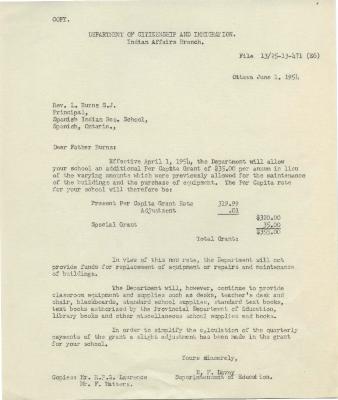 COPY.
DEPARTMENT OF CITIZENSHIP AND IMMIGRATION.
Indian Affairs Branch.
File 13/25-13-471 (E6)
Ottawa June 1, 1954
Rev. L. Burns S.J.
Principal,
Spanish Indian Res. School,
Spanish, Ontario.,
Dear Father Burns:
Effective April 1, 1954, the Department will allow
your school an additional Per Capita Grant of $35.00 per annum in lieu
of the varying amounts which were previously allowed for the maintenance
of the buildings and the purchase of equipment. The Per Capita rate
for your school will therefore be:
Present Per Capita Grant Rate 319.99
Adjustment .01
$320.00
Special Grant 35.00
$355.00
Total Grant:
In view of this new rate, the Department will not
provide funds for replacement of equipment or repairs and maintenance
of buildings.
The Department will, however, continue to provide
classroom equipment and supplies such as desks, teacher's desk and
chair, blackboards, standard school supplies, standard text books,
text books authorized by the Provincial Department of Education,
library books and other miscellaneous school supplies and books.
In order to simplify the calculation of the quarterly
payments of the grant a slight adjustment has been made in the grant
for your school.
Yours sincerely,
R. F. Davey
Copies: Mr. R.P.G. Laurence Superintendent of Education.
Mr. F. Matters.